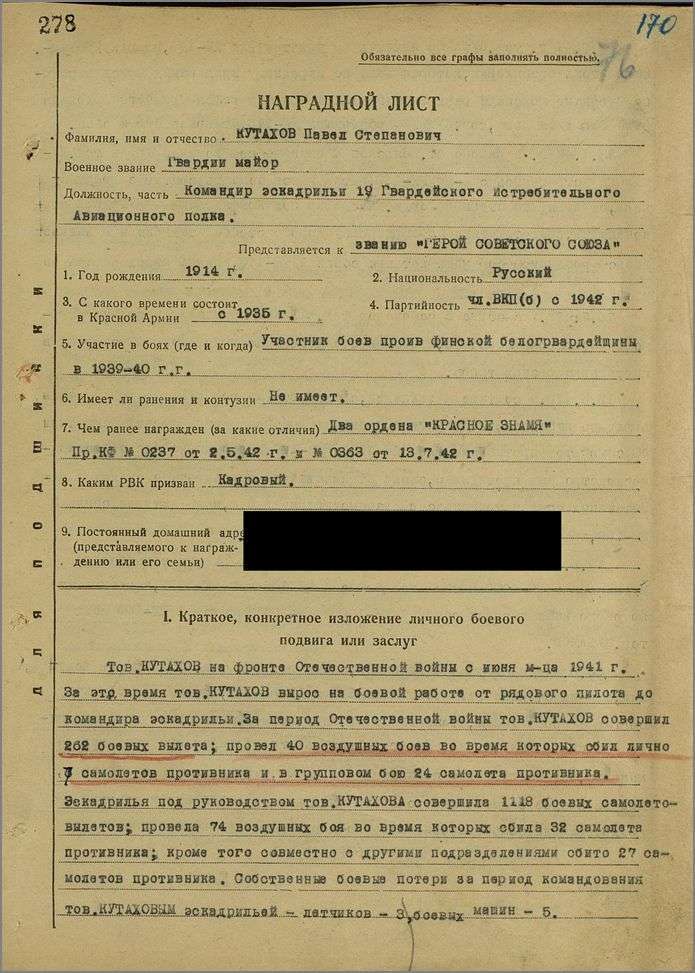 278
170
76
Обязательно все графы заполнять полностью.
НАГРАДНОЙ ЛИСТ
Фамилия, имя и отчество КУТАХОВ Павел Степанович
Военное звание Гвардии майор
Должность, часть Командир эскадрильи 19 Гвардейского Истребительного
Авиационного полка.
Представляется к званию "ГЕРОЙ СОВЕТСКОГО СОЮЗА"
1. Год рождения 1914 г. 2. Национальность Русский
3. С какого времени состоит
в Красной Армии с 1935 г. 4. Партийность чл.ВКП(б) с 1942 г.
5. Участие в боях (где и когда) Участник боев проив финской белогрвардейщины
в 1939-40 г.г.
6. Имеет ли ранения и контузии Не имеет.
7. Чем ранее награжден (за какие отличия) Два ордена "КРАСНОЕ ЗНАМЯ"
Пр.КФ № 0237 от 2.5.42 г. и № 0363 от 13.7.42 г.
8. Каким РВК призван Кадровый.
9. Постоянный домашний адре
(представляемого к награж-
дению или его семьи)
I. Краткое, конкретное изложение личного боевого
подвига или заслуг
Тов.КУТАХОВ на фронте Отечественной войны с июня м-ца 1941 г.
За это время тов.КУТАХОВ вырос на боевой работе от рядового пилота до
командира эскадрильи.За период Отечественной войны тов.КУТАХОВ совершил
262 боевых вылета; провел 40 воздушных боев во время которых сбил лично
7 самолетов противника и в групповом бою 24 самолета противника.
Эскадрилья под руководством тов.КУТАХОВА совершила 1118 боевых самолето-
вылетов; провела 74 воздушных боя во время которых сбила 32 самолета
противника; кроме того совместно с другими подразделениями сбито 27 са-
молетов противника. Собственные боевые потери за период командования
тов.КУТАХОВЫМ эскадрильей - летчиков - 3,боевых машин - 5.
ДЛЯ ПОДШИВКИ